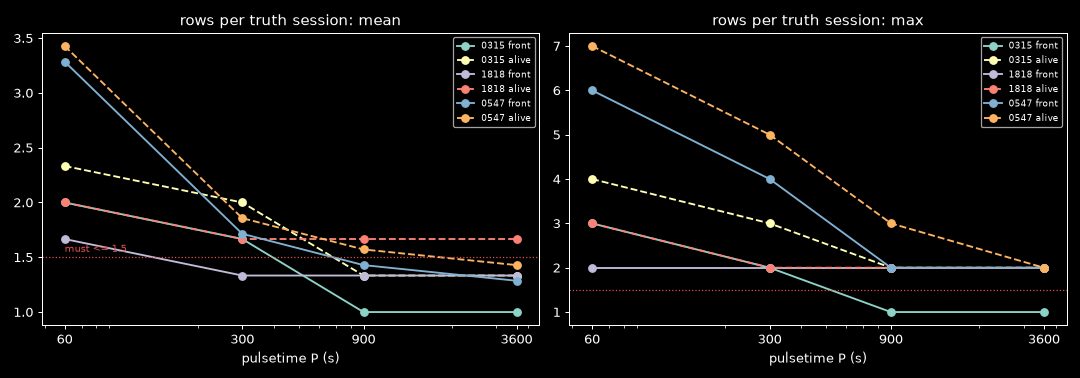 rows per truth session: mean
3.5
3.0
2.5
2.0
1.5
1.0
must <= 1.5
0315 front
0315 alive
1818 front
1818 alive
0547 front
0547 alive
60
300
900
3600
pulsetime P (s)
rows per truth session: max
7
6
5
4
3
2
1
0315 front
0315 alive
1818 front
1818 alive
0547 front
0547 alive
60
300
900
3600
pulsetime P (s)